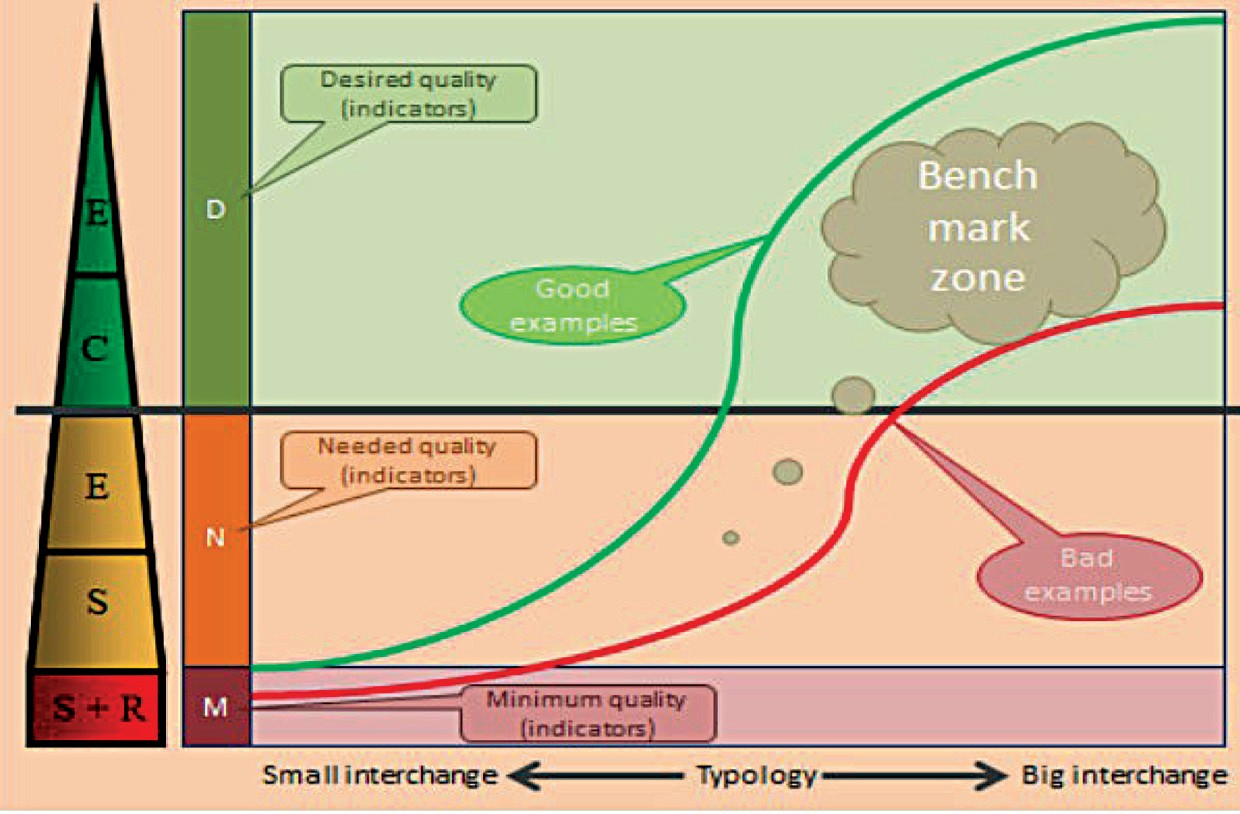 E
C
E
S
S + R
D
N
M
Desired quality
(indicators)
Good
examples
Bench
mark
zone
Needed quality
(indicators)
Bad
examples
Minimum quality
(indicators)
Small interchange
Typology
Big interchange